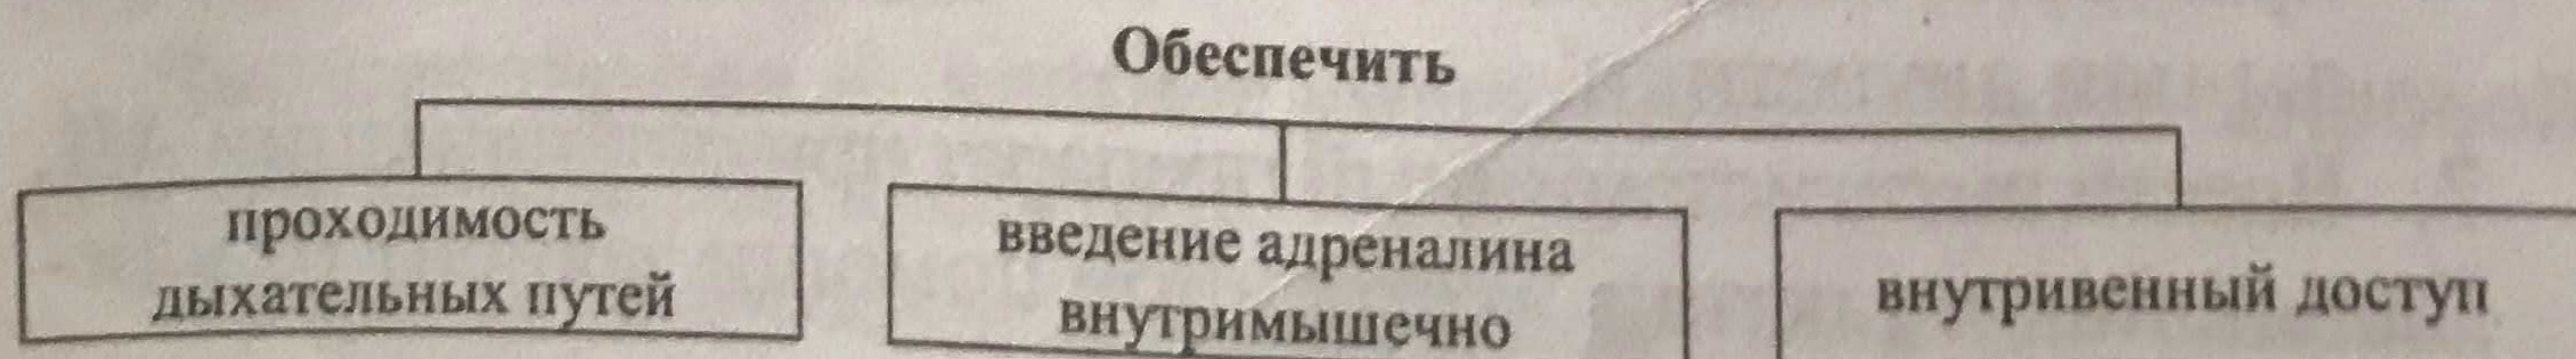 Обеспечить
проходимость
дыхательных путей
введение адреналина
внутримышечно
внутривенный доступ